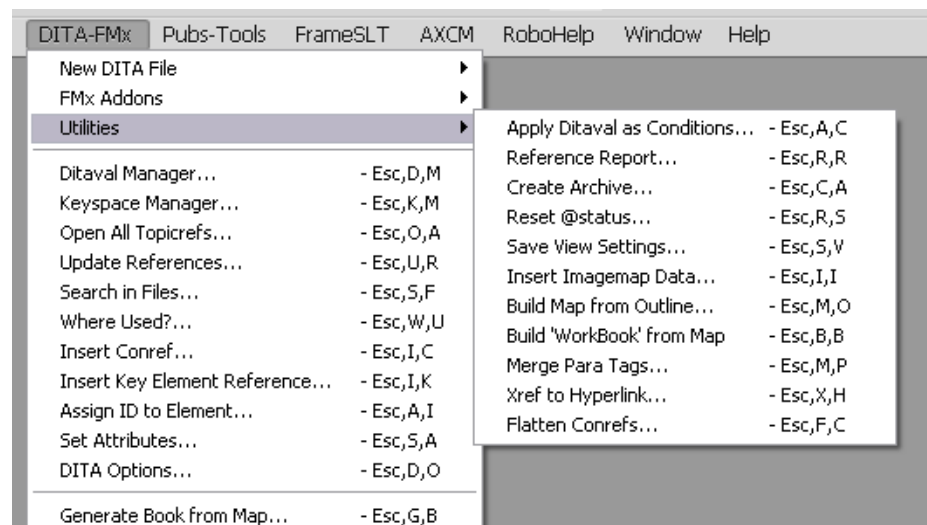 DITA-FMx Pubs-Tools FrameSLT AXCM RoboHelp Window Help
New DITA File
FMx Addons
Utilities
Ditaval Manager... - Esc,D,M
Keyspace Manager... - Esc,K,M
Open All Topicrefs... - Esc,O,A
Update References... - Esc,U,R
Search in Files... - Esc,S,F
Where Used?... - Esc,W,U
Insert Conref... - Esc,I,C
Insert Key Element Reference... - Esc,I,K
Assign ID to Element... - Esc,A,I
Set Attributes... - Esc,S,A
DITA Options... - Esc,D,O
Generate Book from Map... - Esc,G,B
Apply Ditaval as Conditions... - Esc,A,C
Reference Report... - Esc,R,R
Create Archive... - Esc,C,A
Reset @status... - Esc,R,S
Save View Settings... - Esc,S,V
Insert Imagemap Data... - Esc,I,I
Build Map from Outline... - Esc,M,O
Build 'WorkBook' from Map - Esc,B,B
Merge Para Tags... - Esc,M,P
Xref to Hyperlink... - Esc,X,H
Flatten Conrefs... - Esc,F,C